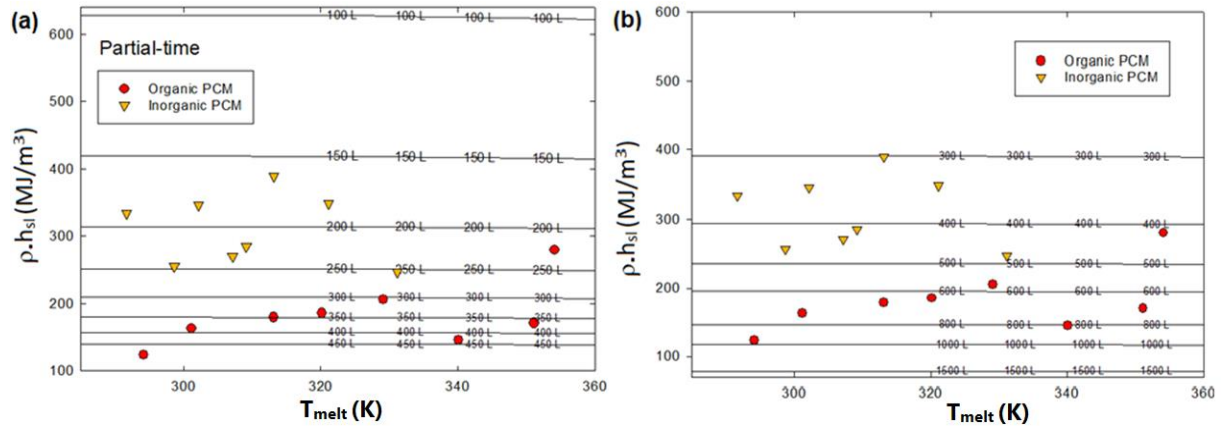 (a)
Partial-time
Organic PCM
Inorganic PCM
ρ.hsl (MJ/m³)
600
500
400
300
200
100
100 L 100 L 100 L 100 L
150 L 150 L 150 L 150 L
200 L 200 L 200 L 200 L
250 L 250 L 250 L 250 L
300 L 300 L 300 L 300 L
350 L 350 L 350 L 350 L
400 L 400 L 400 L 400 L
450 L 450 L 450 L 450 L
300 320 340 360
Tmelt (K)
(b)
Organic PCM
Inorganic PCM
ρ.hsl (MJ/m³)
600
500
400
300
200
100
300 L 300 L 300 L 300 L
400 L 400 L 400 L 400 L
500 L 500 L 500 L 500 L
600 L 600 L 600 L 600 L
800 L 800 L 800 L 800 L
1000 L 1000 L 1000 L 1000 L
1500 L 1500 L 1500 L 1500 L
300 320 340 360
Tmelt (K)